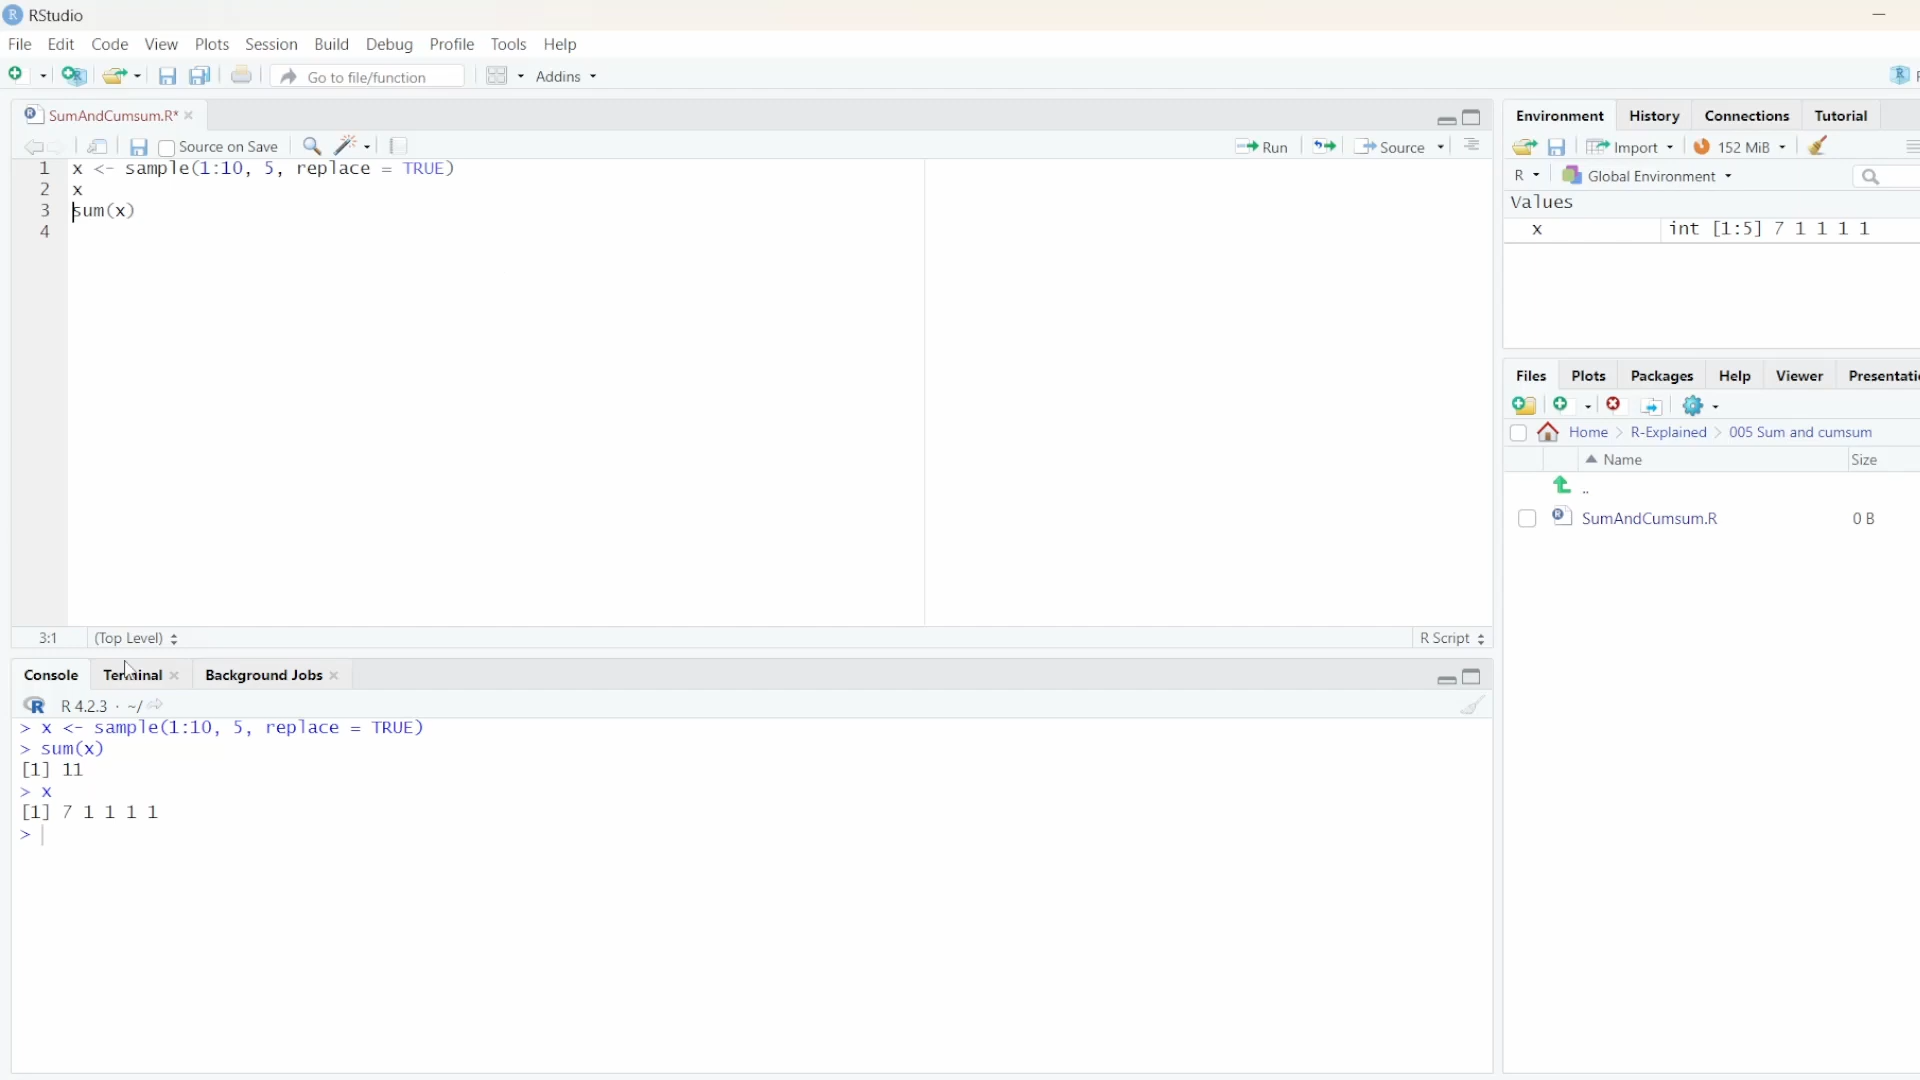 RStudio
File Edit Code View Plots Session Build Debug Profile Tools Help
Go to file/function Addins
SumAndCumsum.R*
Source on Save Run Source
1 x <- sample(1:10, 5, replace = TRUE)
2 x
3 sum(x)
4
3:1 (Top Level) R Script
Console Terminal Background Jobs
R 4.2.3 · ~/
> x <- sample(1:10, 5, replace = TRUE)
> sum(x)
[1] 11
> x
[1] 7 1 1 1 1
>
Environment History Connections Tutorial
Import 152 MiB
R Global Environment
Values
x int [1:5] 7 1 1 1 1
Files Plots Packages Help Viewer Presentati
Home R-Explained 005 Sum and cumsum
Name Size
..
SumAndCumsum.R 0 B